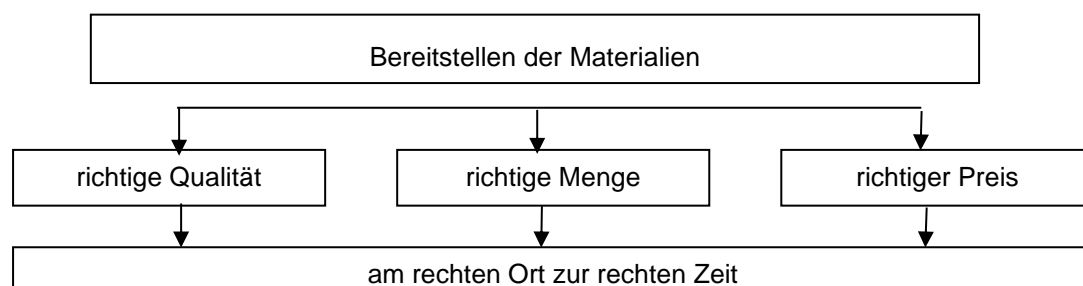 Bereitstellen der Materialien
richtige Qualität
richtige Menge
richtiger Preis
am rechten Ort zur rechten Zeit